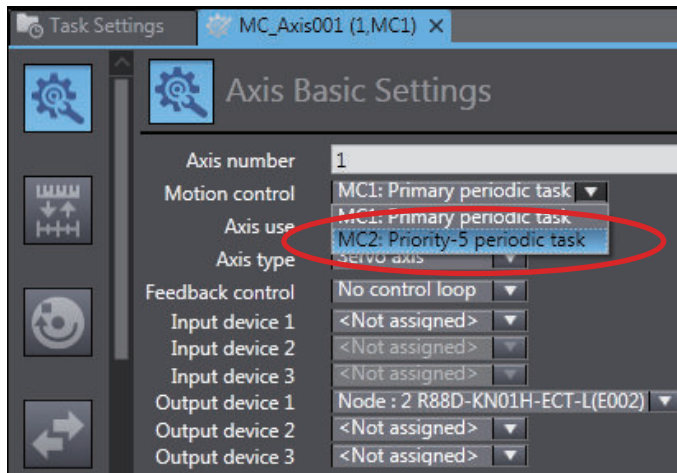 Task Settings MC_Axis001 (1,MC1) ×
Axis Basic Settings
Axis number 1
Motion control MC1: Primary periodic task
MC1: Primary periodic task
Axis use MC2: Priority-5 periodic task
Axis type Servo axis
Feedback control No control loop
Input device 1 <Not assigned>
Input device 2 <Not assigned>
Input device 3 <Not assigned>
Output device 1 Node : 2 R88D-KN01H-ECT-L(E002)
Output device 2 <Not assigned>
Output device 3 <Not assigned>